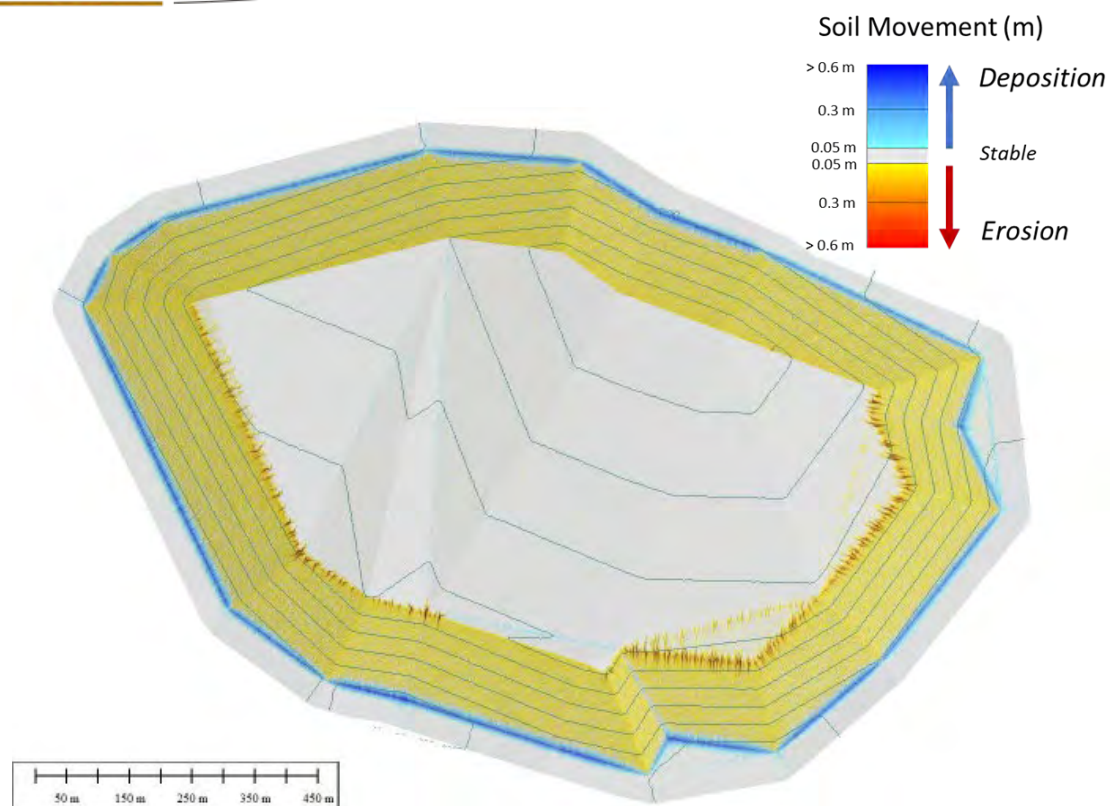 Soil Movement (m)
> 0.6 m
Deposition
0.3 m
0.05 m
Stable
0.05 m
0.3 m
Erosion
> 0.6 m
50 m 150 m 250 m 350 m 450 m